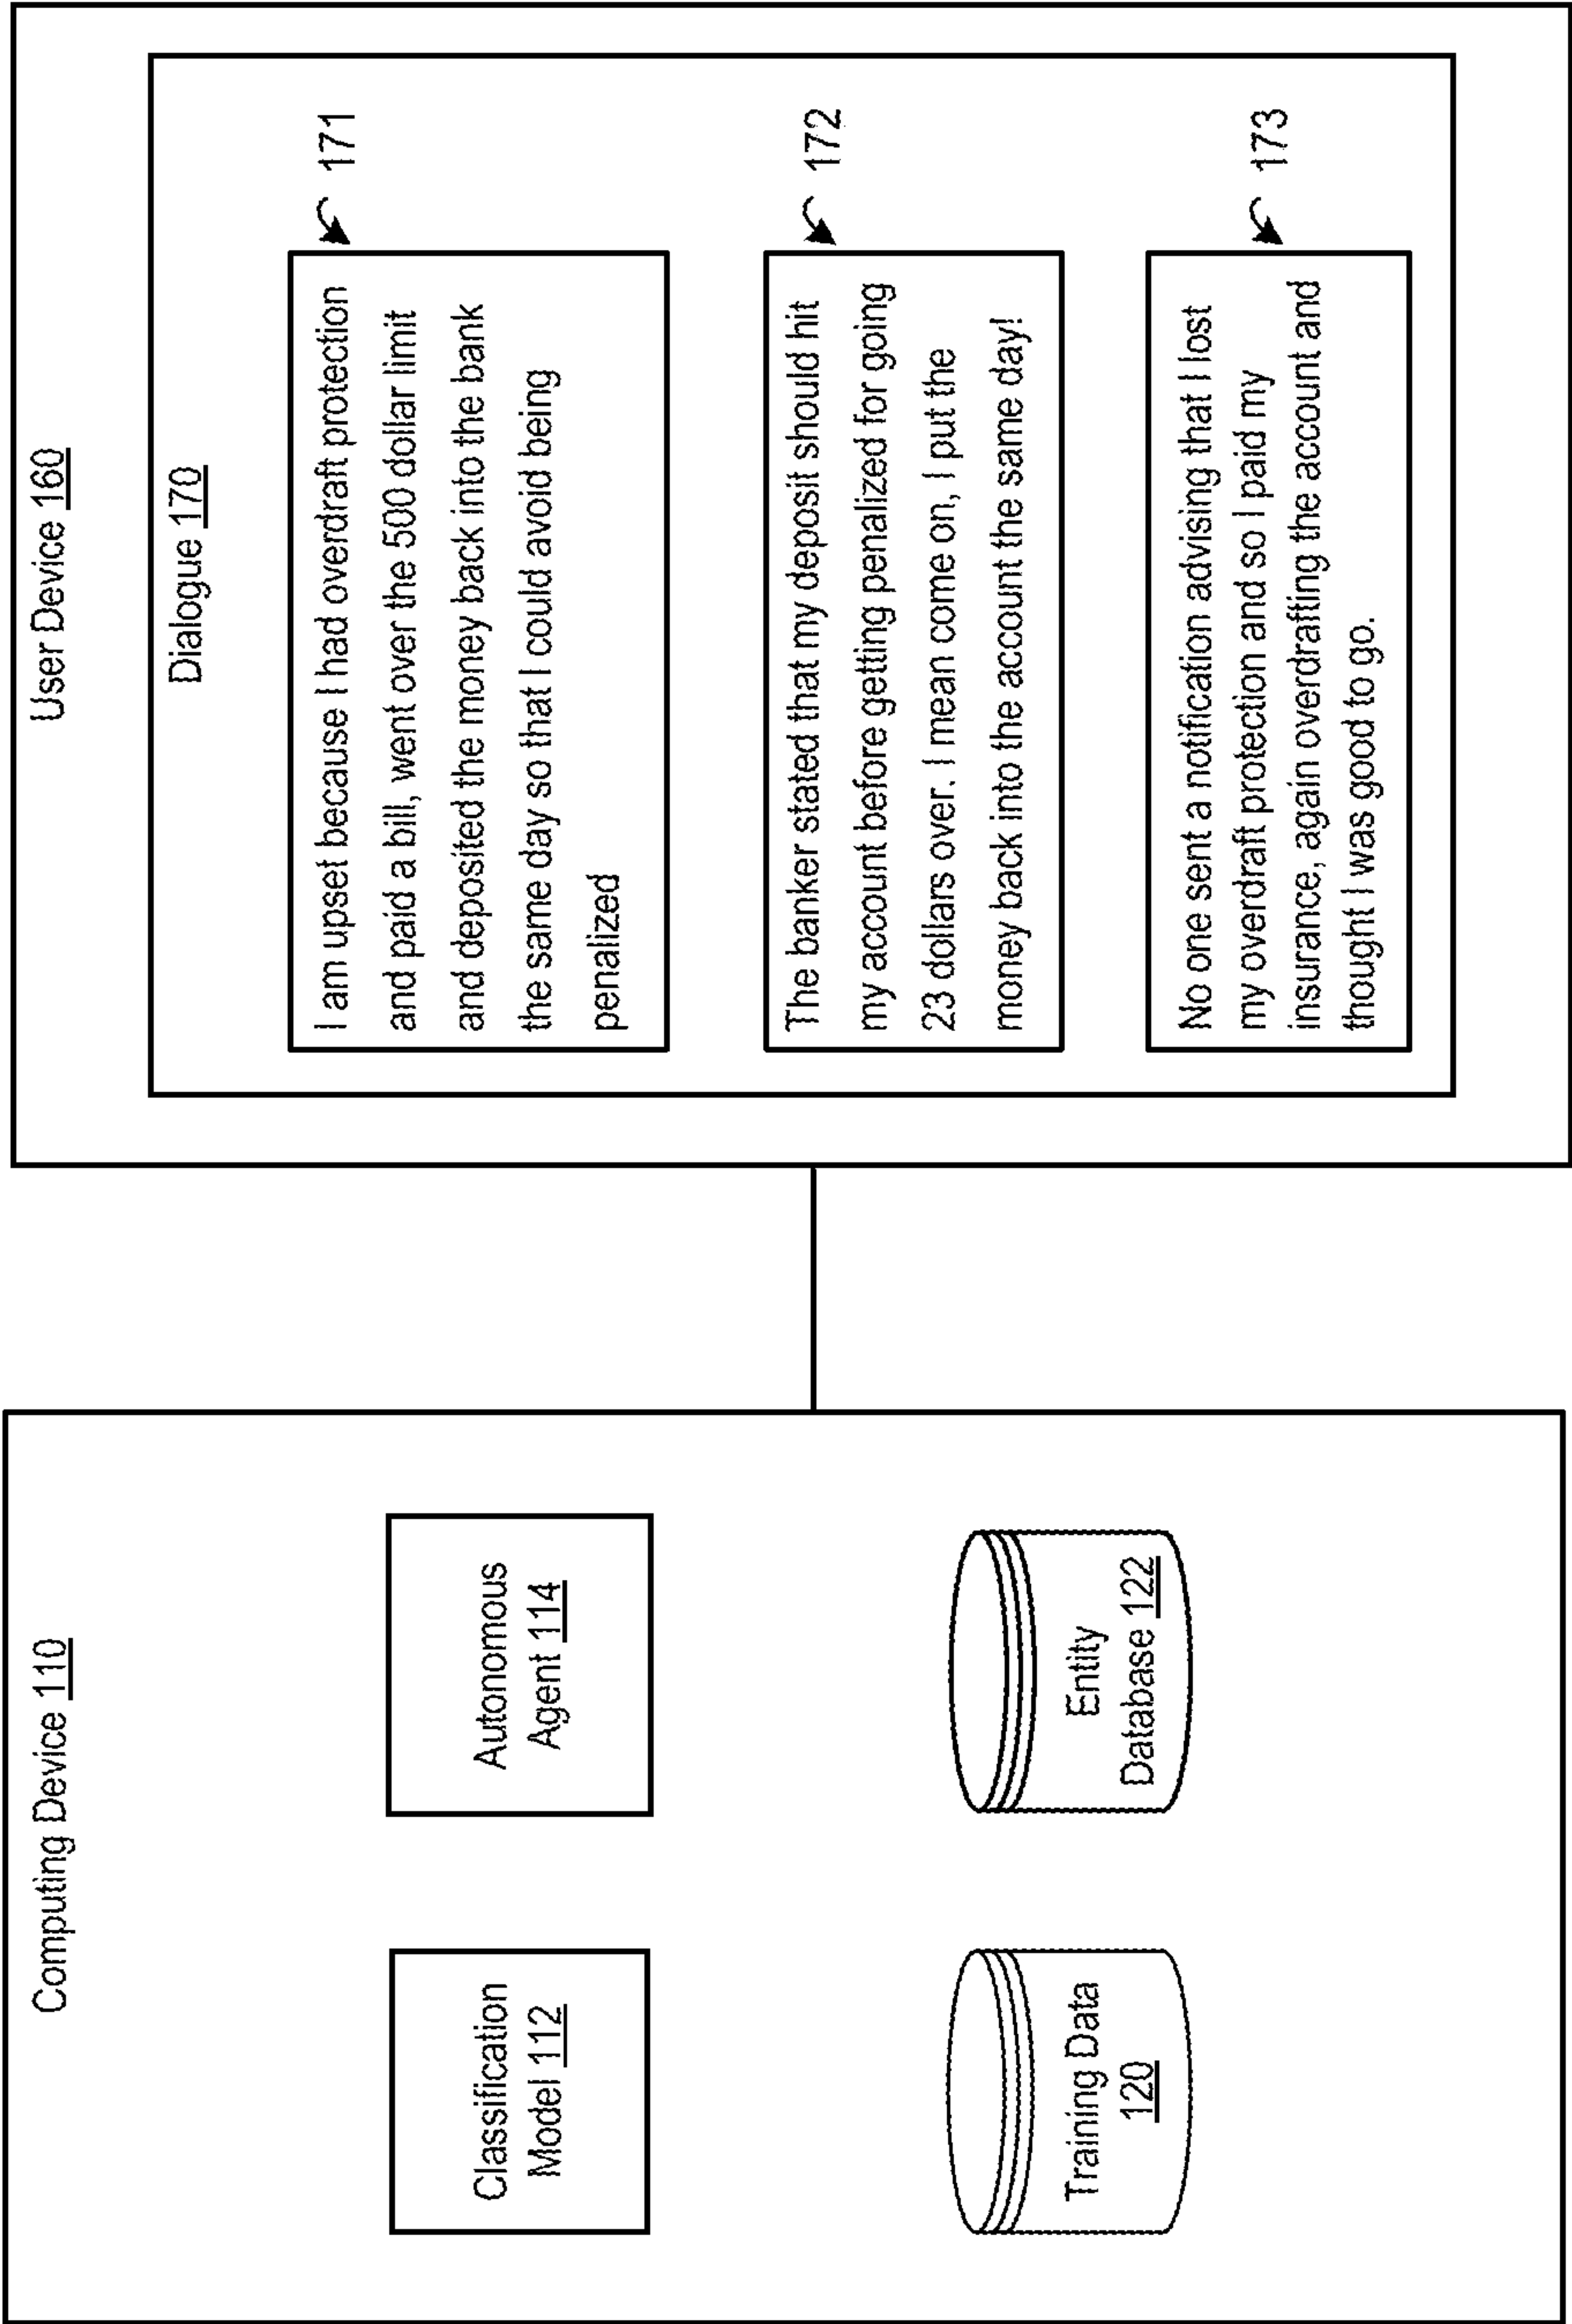 Computing Device 110
Classification
Model 112
Autonomous
Agent 114
Training Data
120
Entity
Database 122
User Device 160
Dialogue 170
I am upset because I had overdraft protection
and paid a bill, went over the 500 dollar limit
and deposited the money back into the bank
the same day so that I could avoid being
penalized
171
The banker stated that my deposit should hit
my account before getting penalized for going
23 dollars over. I mean come on, I put the
money back into the account the same day!
172
No one sent a notification advising that I lost
my overdraft protection and so I paid my
insurance, again overdrafting the account and
thought I was good to go.
173